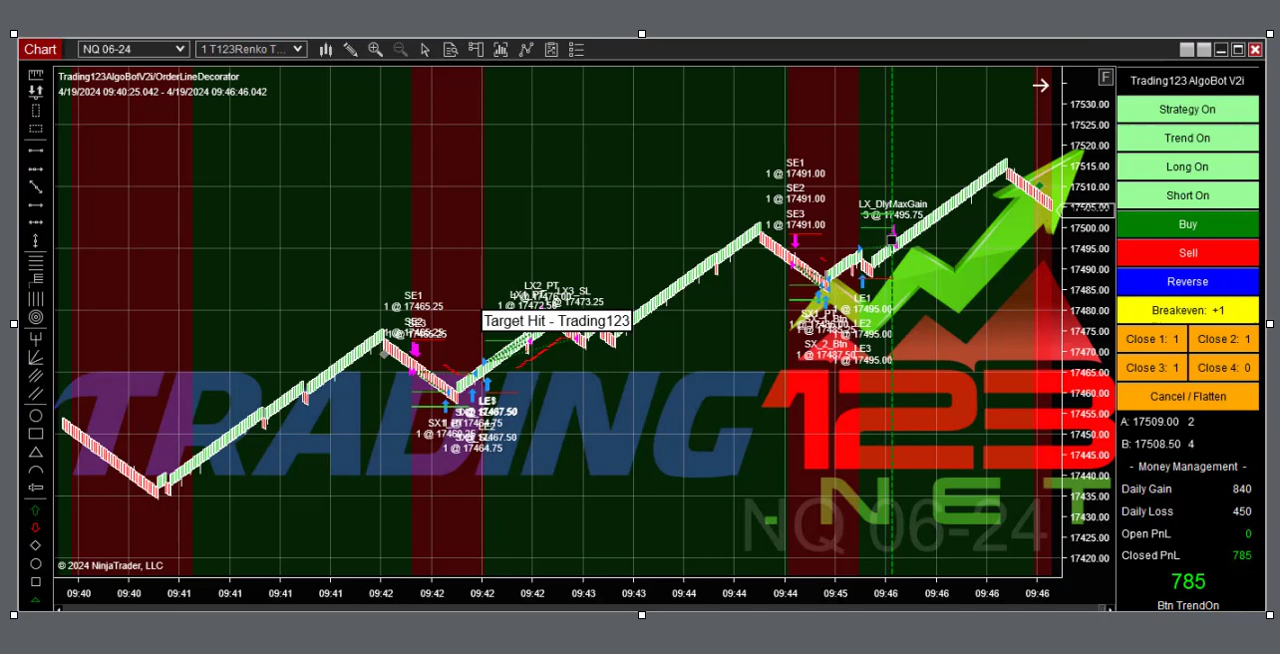 Chart
NQ 06-24
1 T123Renko T...
Trading123AlgoBotV2i/OrderLineDecorator
4/19/2024 09:40:25.042 - 4/19/2024 09:46:46.042
F
Trading123 AlgoBot V2i
Strategy On
Trend On
Long On
Short On
Buy
Sell
Reverse
Breakeven: +1
Close 1: 1
Close 2: 1
Close 3: 1
Close 4: 0
Cancel / Flatten
A: 17509.00 2
B: 17508.50 4
- Money Management -
Daily Gain 840
Daily Loss 450
Open PnL 0
Closed PnL 785
785
Btn TrendOn
17530.00
17525.00
17520.00
17515.00
17510.00
17505.00
17500.00
17495.00
17490.00
17485.00
17480.00
17475.00
17470.00
17465.00
17460.00
17455.00
17450.00
17445.00
17440.00
17435.00
17430.00
17425.00
17420.00
SE1
1 @ 17491.00
SE2
1 @ 17491.00
SE3
1 @ 17491.00
LX_DlyMaxGain
3 @ 17495.75
SE1
1 @ 17465.25
LX2_PT
LX3_SL
17473.25
Target Hit - Trading123
LE1
17495.00
LE2
17495.00
SX_2_Btn
1 @ 17487.50
LE3
17495.00
LE1
17467.50
1 @ 17464.75
TRADING123
.NET
NQ 06-24
© 2024 NinjaTrader, LLC
09:40 09:40 09:41 09:41 09:41 09:41 09:42 09:42 09:42 09:42 09:43 09:43 09:44 09:44 09:44 09:45 09:46 09:46 09:46 09:46